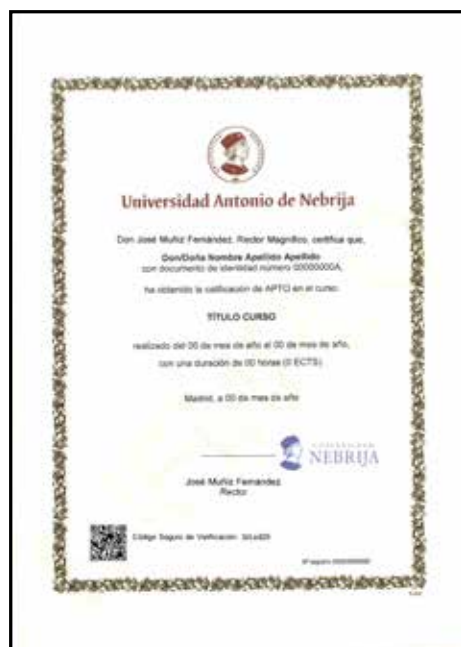 Universidad Antonio de Nebrija
Don José Muñiz Fernández, Rector Magnífico, certifica que,
Don/Doña Nombre Apellido Apellido
con documento de identidad número 00000000A,
ha obtenido la calificación de APTO en el curso:
TÍTULO CURSO
realizado del 00 de mes de año al 00 de mes de año,
con una duración de 00 horas (0 ECTS)
Madrid, a 00 de mes de año
UNIVERSIDAD
NEBRIJA
José Muñiz Fernández
Rector
Código Seguro de Verificación:
Nº registro